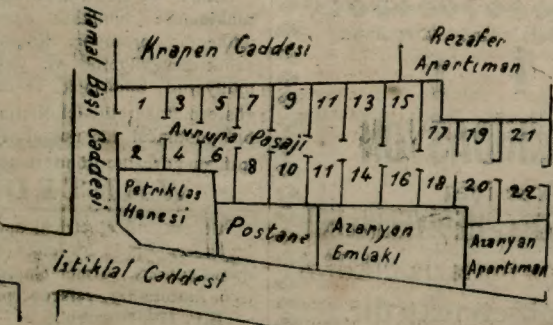 Hamal Başı Caddesi
Krapen Caddesi
Rezafer
Apartıman
1 3 5 7 9 11 13 15 17 19 21
Avrupa Pasajı
2 4 6 8 10 11 14 16 18 20 22
Patriklas
Hanesi
Postane
Azaryan
Emlakı
Azaryan
Apartıman
İstiklal Caddesi